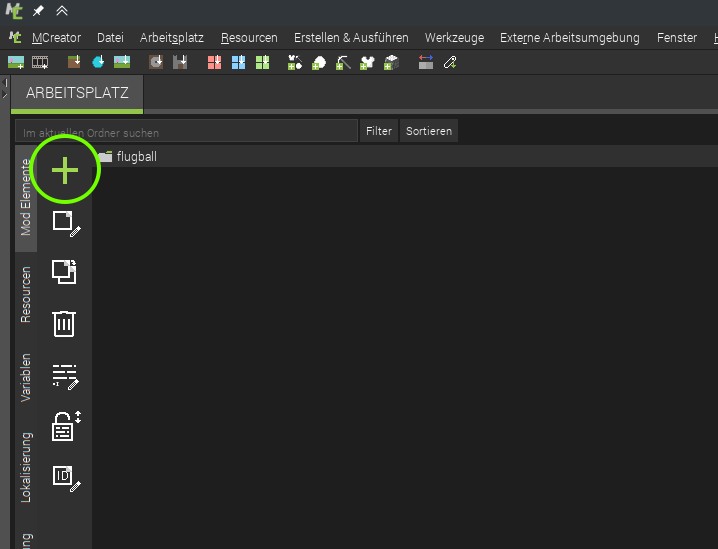 MCreator Datei Arbeitsplatz Resourcen Erstellen & Ausführen Werkzeuge Externe Arbeitsumgebung Fenster
ARBEITSPLATZ
Im aktuellen Ordner suchen Filter Sortieren
flugball
Mod Elemente
Resourcen
Variablen
Lokalisierung
ID